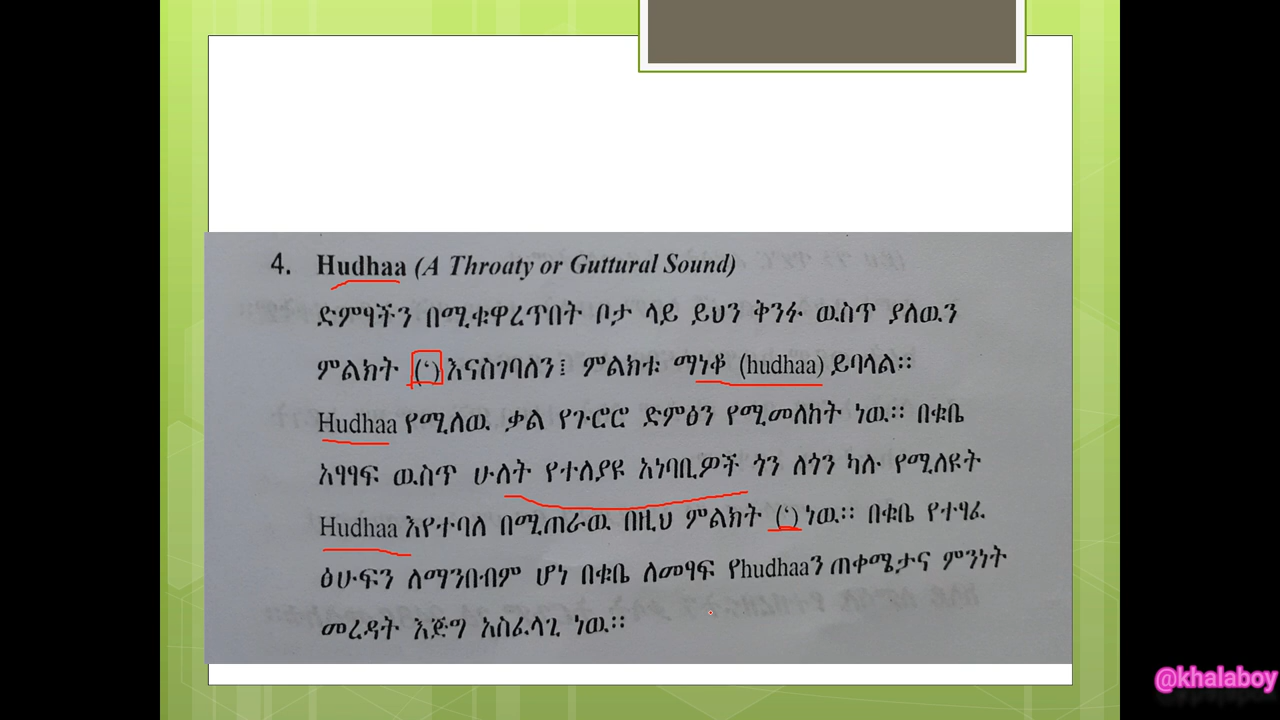 4. Hudhaa (A Throaty or Guttural Sound)
ድምፃችን በሚቁዋረጥበት ቦታ ላይ ይህን ቅንፉ ዉስጥ ያለዉን
ምልክት (‘) እናስገባለን፤ ምልክቱ ማነቆ (hudhaa) ይባላል፡፡
Hudhaa የሚለዉ ቃል የጉሮሮ ድምፅን የሚመለከት ነዉ፡፡ በቁቤ
አፃፃፍ ዉስጥ ሁለት የተለያዩ አነባቢዎች ጎን ለጎን ካሉ የሚለዩት
Hudhaa እየተባለ በሚጠራዉ በዚህ ምልክት (‘) ነዉ፡፡ በቁቤ የተፃፈ
ፅሁፍን ለማንበብም ሆነ በቁቤ ለመፃፍ የhudhaaን ጠቀሜታና ምንነት
መረዳት እጅግ አስፈላጊ ነዉ፡፡
@khalaboy